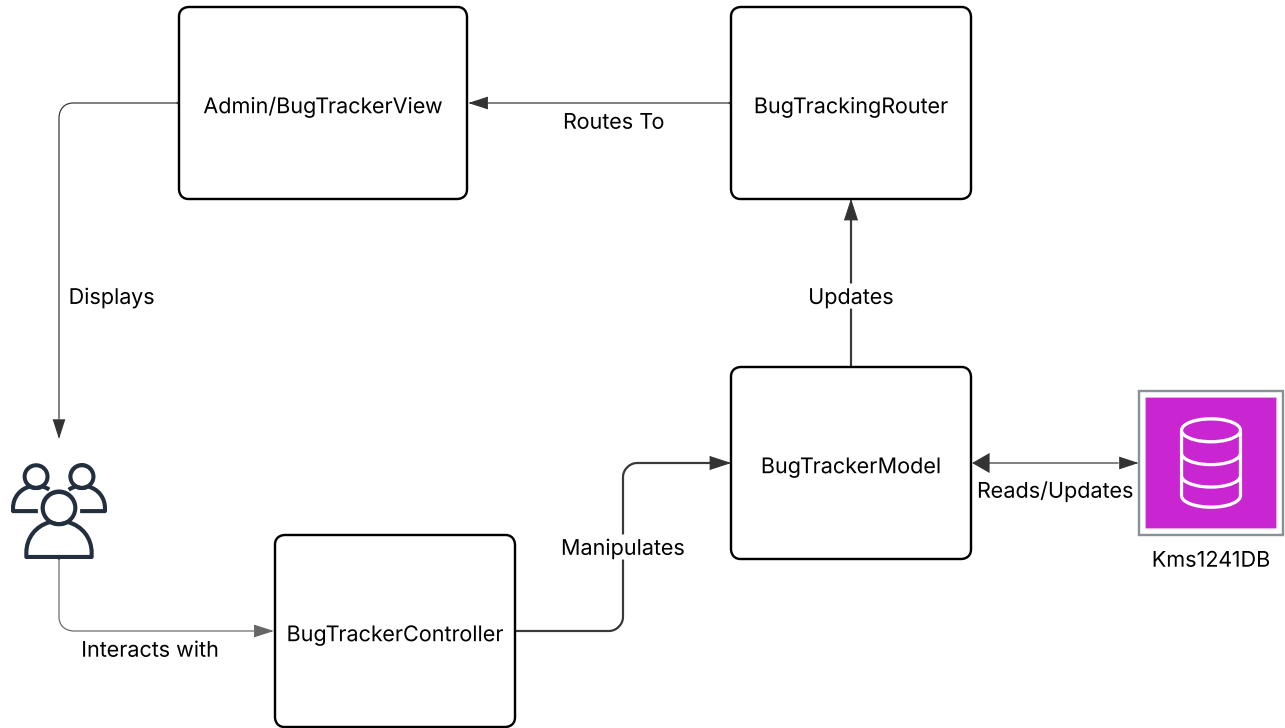 Admin/BugTrackerView
BugTrackingRouter
Routes To
Displays
Updates
BugTrackerModel
Reads/Updates
Manipulates
Kms1241DB
BugTrackerController
Interacts with